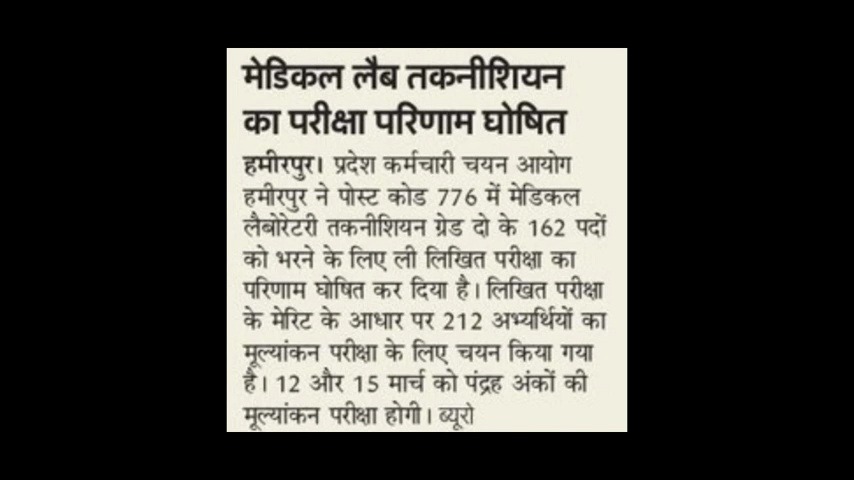 मेडिकल लैब तकनीशियन
का परीक्षा परिणाम घोषित
हमीरपुर। प्रदेश कर्मचारी चयन आयोग
हमीरपुर ने पोस्ट कोड 776 में मेडिकल
लैबोरेटरी तकनीशियन ग्रेड दो के 162 पदों
को भरने के लिए ली लिखित परीक्षा का
परिणाम घोषित कर दिया है। लिखित परीक्षा
के मेरिट के आधार पर 212 अभ्यर्थियों का
मूल्यांकन परीक्षा के लिए चयन किया गया
है। 12 और 15 मार्च को पंद्रह अंकों की
मूल्यांकन परीक्षा होगी। ब्यूरो